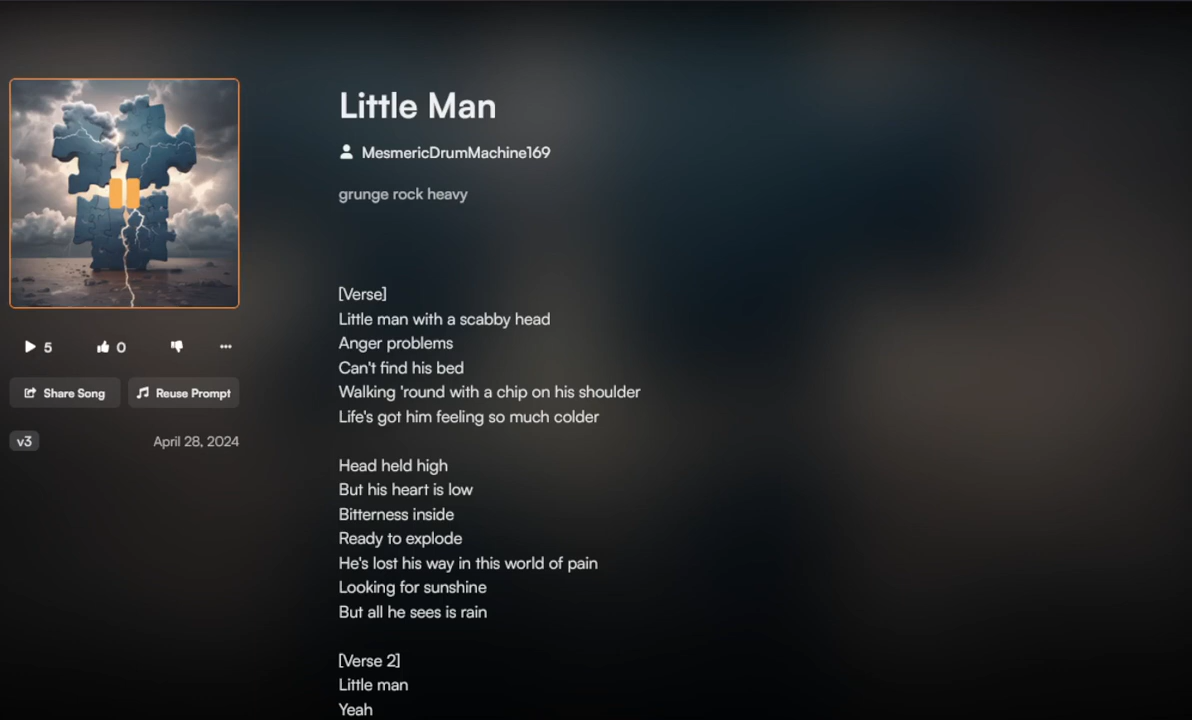 Little Man
MesmericDrumMachine169
grunge rock heavy
5 0
Share Song Reuse Prompt
v3 April 28, 2024
[Verse]
Little man with a scabby head
Anger problems
Can't find his bed
Walking 'round with a chip on his shoulder
Life's got him feeling so much colder
Head held high
But his heart is low
Bitterness inside
Ready to explode
He's lost his way in this world of pain
Looking for sunshine
But all he sees is rain
[Verse 2]
Little man
Yeah